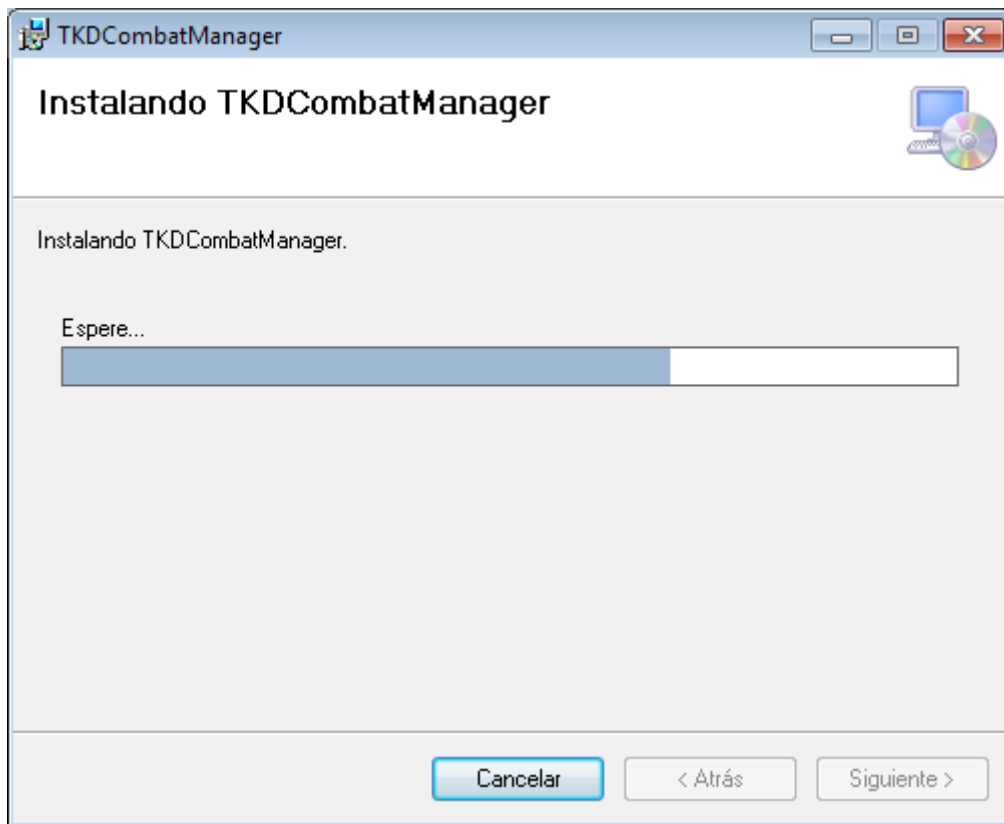 TKDCombatManager
Instalando TKDCombatManager
Instalando TKDCombatManager.
Espere...
Cancelar
< Atrás
Siguiente >